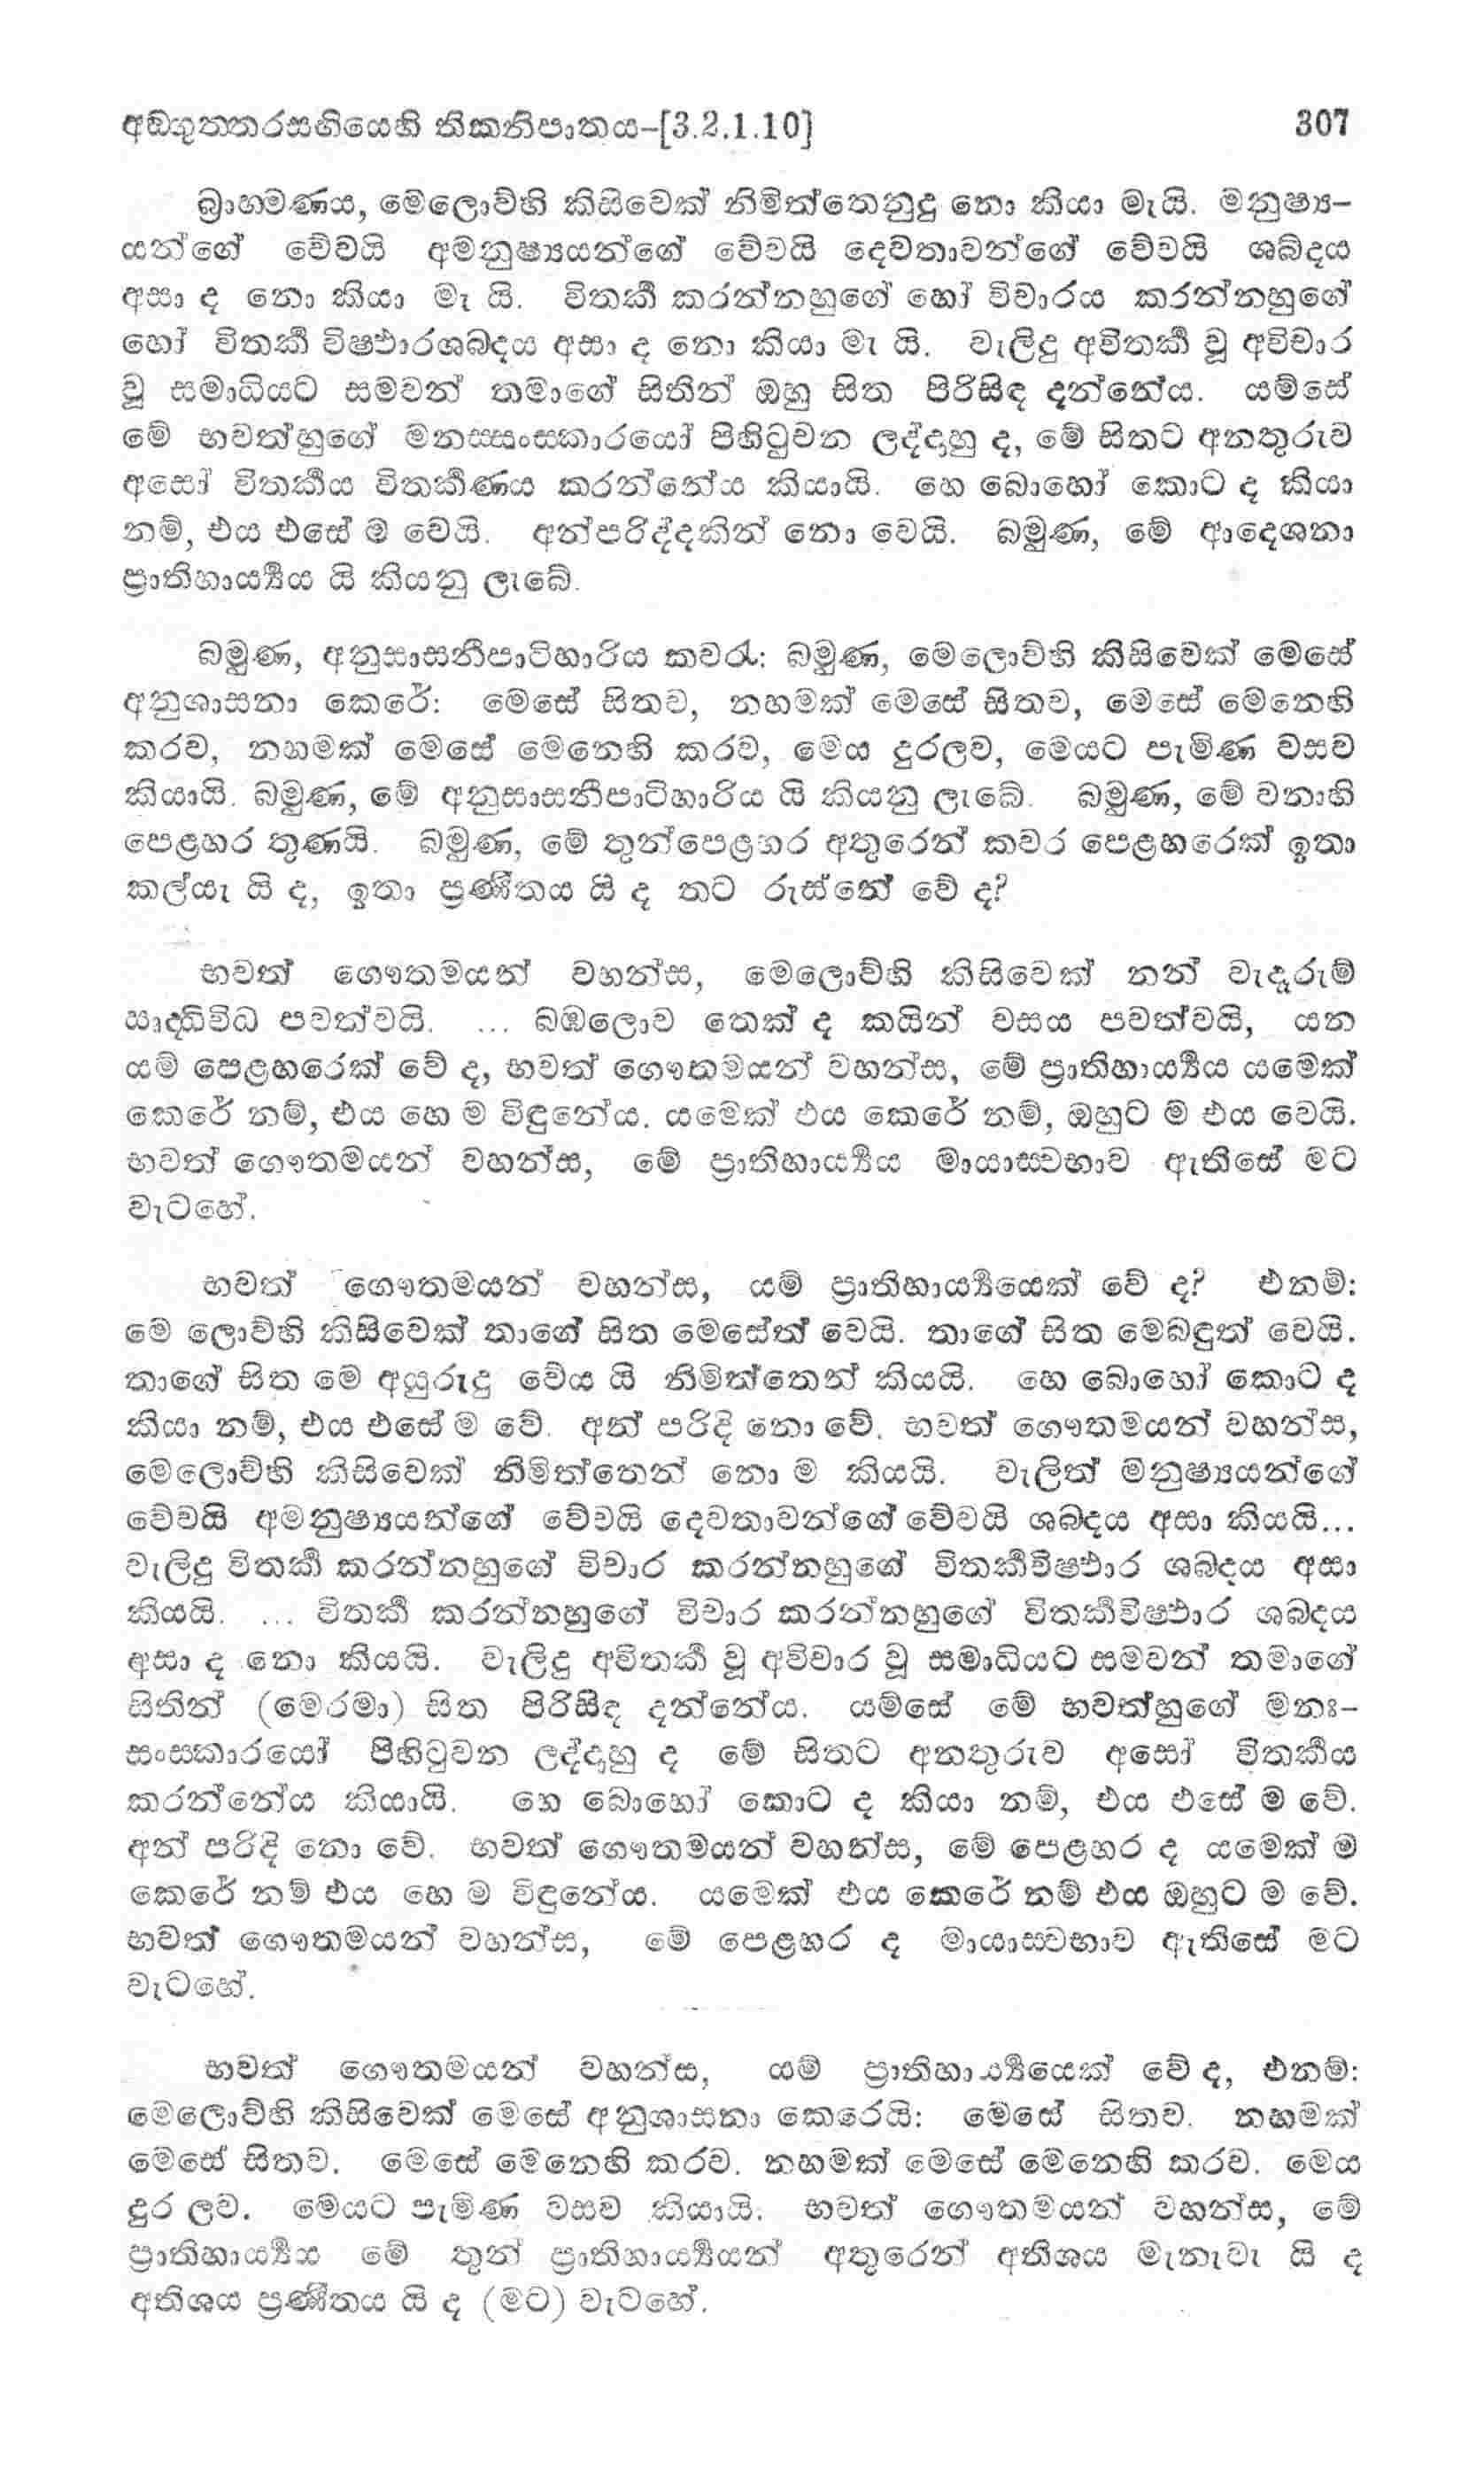 අඞ්ගුත්තරසඟියෙහි තිකනිපාතය–[3.2.1.10] 307
බ්‍රාහ්මණය, මෙලොව්හි කිසිවෙක් නිමිත්තෙනුදු නො කියා මැයි. මනුෂ්‍ය–
යන්ගේ වේවයි අමනුෂ්‍යයන්ගේ වේවයි දෙවතාවන්ගේ වේවයි ශබ්දය
අසා ද නො කියා මැ යි. විතර්ක කරන්නහුගේ හෝ විචාරය කරන්නහුගේ
හෝ විතර්ක විෂඵාරශබ්දය අසා ද නො කියා මැ යි. වැලිදු අවිතර්ක වූ අවිචාර
වූ සමාධියට සමවන් තමාගේ සිතින් ඔහු සිත පිරිසිඳ දන්නේය. යම්සේ
මේ භවත්හුගේ මනස්සංස්කාරයෝ පිහිටුවන ලද්දාහු ද, මේ සිතට අනතුරුව
අසෝ විතර්කය විතර්කණය කරන්නේය කියායි. හෙ බොහෝ කොට ද කියා
නම්, එය එසේ ම වෙයි. අන්පරිද්දකින් නො වෙයි. බමුණ, මේ ආදෙශනා
ප්‍රාතිහාර්‍ය්‍යය යි කියනු ලැබේ.
බමුණ, අනුසාසනීපාටිහාරිය කවරැ: බමුණ, මෙලොව්හි කිසිවෙක් මෙසේ
අනුශාසනා කෙරේ: මෙසේ සිතව, නහමක් මෙසේ සිතව, මෙසේ මෙනෙහි
කරව, නහමක් මෙසේ මෙනෙහි කරව, මෙය දුරලව, මෙයට පැමිණ වසව
කියායි. බමුණ, මේ අනුසාසනීපාටිහාරිය යි කියනු ලැබේ. බමුණ, මේ වනාහි
පෙළහර තුණයි. බමුණ, මේ තුන්පෙළහර අතුරෙන් කවර පෙළහරෙක් ඉතා
කල්යැ යි ද, ඉතා ප්‍රණීතය යි ද තට රුස්නේ වේ ද?
භවත් ගෞතමයන් වහන්ස, මෙලොව්හි කිසිවෙක් නන් වැදෑරුම්
ඍද්ධිවිධ පවත්වයි. ... බඹලොව තෙක් ද කයින් වසය පවත්වයි, යන
යම් පෙළහරෙක් වේ ද, භවත් ගෞතමයන් වහන්ස, මේ ප්‍රාතිහාර්‍ය්‍යය යමෙක්
කෙරේ නම්, එය හෙ ම විඳුනේය. යමෙක් එය කෙරේ නම්, ඔහුට ම එය වෙයි.
භවත් ගෞතමයන් වහන්ස, මේ ප්‍රාතිහාර්‍ය්‍යය මායාස්වභාව ඇතිසේ මට
වැටහේ.
භවත් ගෞතමයන් වහන්ස, යම් ප්‍රාතිහාර්‍ය්‍යයෙක් වේ ද? එනම්:
මෙ ලොව්හි කිසිවෙක් තාගේ සිත මෙසේත් වෙයි. තාගේ සිත මෙබඳුත් වෙයි.
තාගේ සිත මෙ අයුරුදු වේය යි නිමිත්තෙන් කියයි. හෙ බොහෝ කොට ද
කියා නම්, එය එසේ ම වේ. අන් පරිදි නො වේ. භවත් ගෞතමයන් වහන්ස,
මෙලොව්හි කිසිවෙක් නිමිත්තෙන් නො ම කියයි. වැලිත් මනුෂ්‍යයන්ගේ
වේවයි අමනුෂ්‍යයන්ගේ වේවයි දෙවතාවන්ගේ වේවයි ශබ්දය අසා කියයි...
වැලිදු විතර්ක කරන්නහුගේ විචාර කරන්නහුගේ විතර්කවිෂඵාර ශබ්දය අසා
කියයි. ... විතර්ක කරන්නහුගේ විචාර කරන්නහුගේ විතර්කවිෂඵාර ශබ්දය
අසා ද නො කියයි. වැලිදු අවිතර්ක වූ අවිචාර වූ සමාධියට සමවන් තමාගේ
සිතින් (මෙරමා) සිත පිරිසිඳ දන්නේය. යම්සේ මේ භවත්හුගේ මනඃ–
සංස්කාරයෝ පිහිටුවන ලද්දාහු ද මේ සිතට අනතුරුව අසෝ විතර්කය
කරන්නේය කියායි. හෙ බොහෝ කොට ද කියා නම්, එය එසේ ම වේ.
අන් පරිදි නො වේ. භවත් ගෞතමයන් වහන්ස, මේ පෙළහර ද යමෙක් ම
කෙරේ නම් එය හෙ ම විඳුනේය. යමෙක් එය කෙරේ නම් එය ඔහුට ම වේ.
භවත් ගෞතමයන් වහන්ස, මේ පෙළහර ද මායාස්වභාව ඇතිසේ මට
වැටහේ.
භවත් ගෞතමයන් වහන්ස, යම් ප්‍රාතිහාර්‍ය්‍යයෙක් වේ ද, එනම්:
මෙලොව්හි කිසිවෙක් මෙසේ අනුශාසනා කෙරෙයි: මෙසේ සිතව. නහමක්
මෙසේ සිතව. මෙසේ මෙනෙහි කරව. නහමක් මෙසේ මෙනෙහි කරව. මෙය
දුර ලව. මෙයට පැමිණ වසව කියායි. භවත් ගෞතමයන් වහන්ස, මේ
ප්‍රාතිහාර්‍ය්‍යය මේ තුන් ප්‍රාතිහාර්‍ය්‍යයන් අතුරෙන් අතිශය මැනැවැ යි ද
අතිශය ප්‍රණීතය යි ද (මට) වැටහේ.